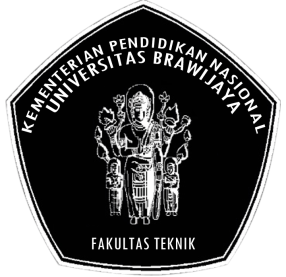 KEMENTERIAN PENDIDIKAN NASIONAL
UNIVERSITAS BRAWIJAYA
FAKULTAS TEKNIK